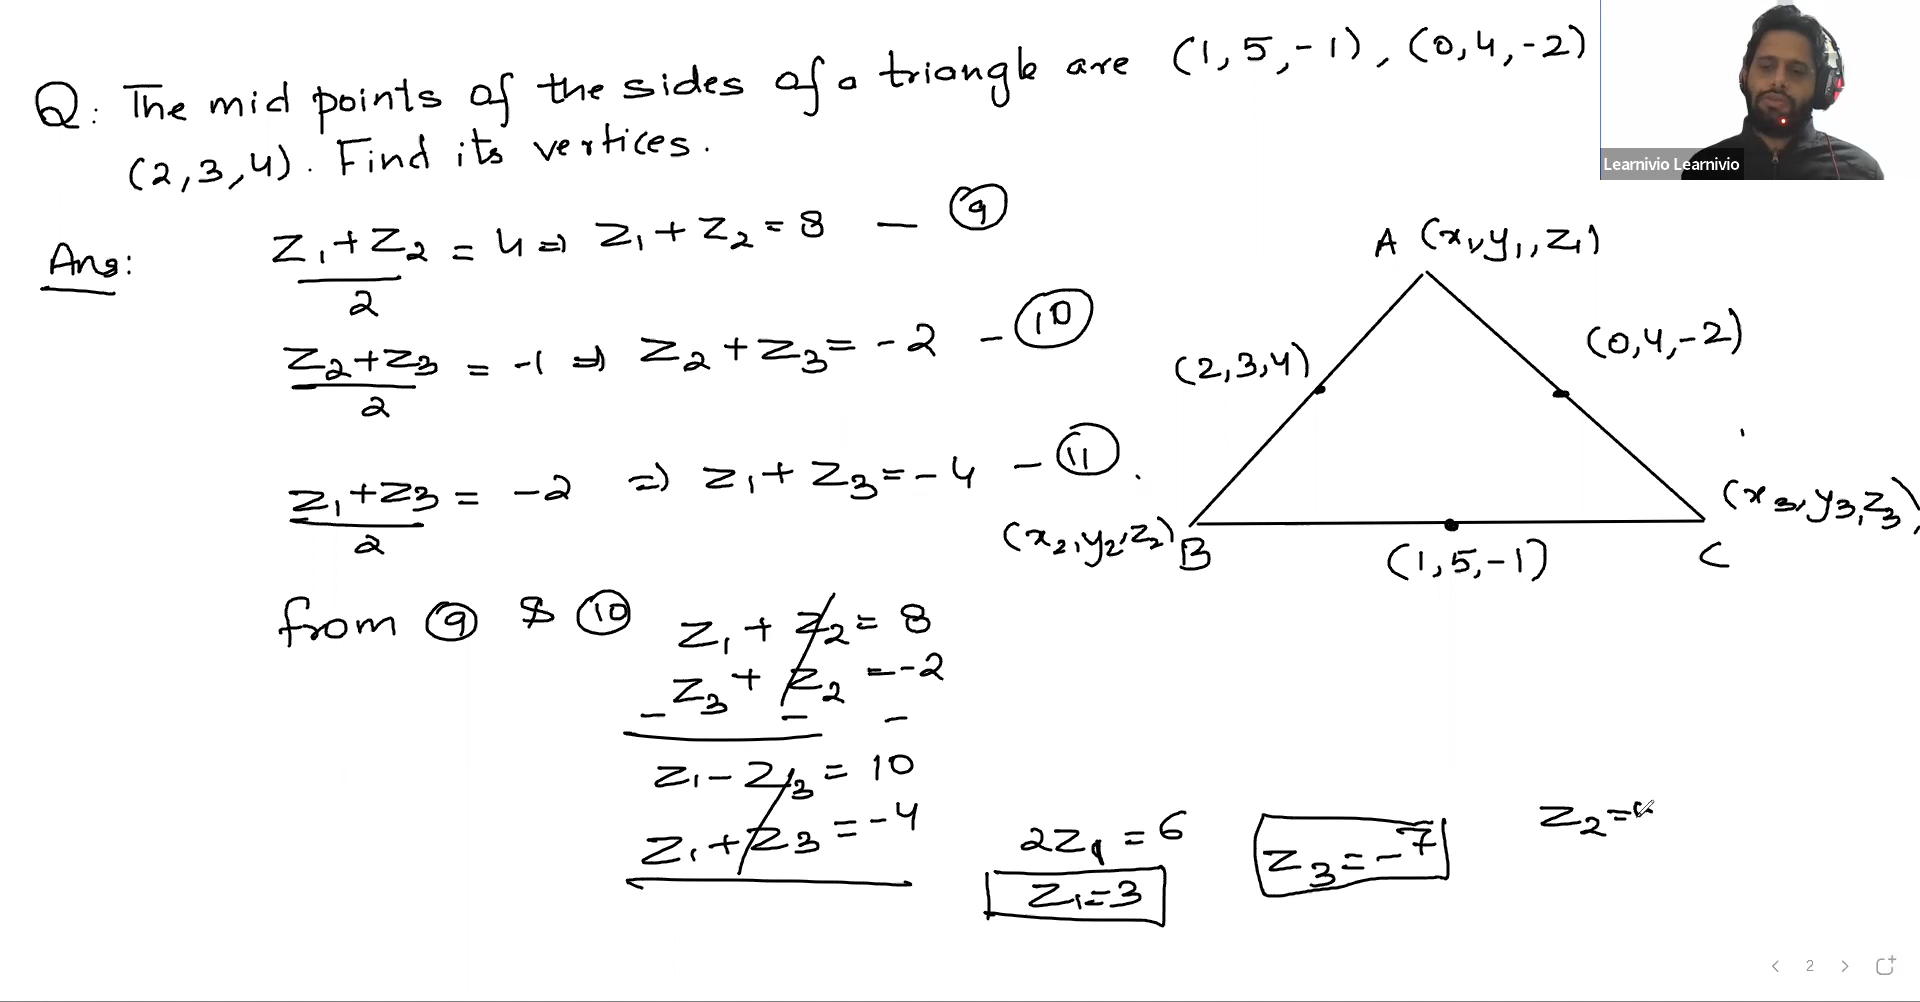 Q: The mid points of the sides of a triangle are (1,5,-1), (0,4,-2)
(2,3,4). Find its vertices.
Learnivio Learnivio
Ans:
Z₁+Z₂/2 = 4 => Z₁+Z₂=8 — ⑨
Z₂+Z₃/2 = -1 => Z₂+Z₃=-2 - ⑩
Z₁+Z₃/2 = -2 => Z₁+Z₃=-4 - ⑪.
A (x₁,y₁,z₁)
(2,3,4)
(0,4,-2)
(x₂,y₂,z₂) B
(1,5,-1)
C
(x₃,y₃,z₃)
from ⑨ & ⑩
Z₁+Z₂=8
Z₃+Z₂=-2
- - -
Z₁-Z₃=10
Z₁+Z₃=-4
2Z₁=6
Z₁=3
Z₃=-7
Z₂=
2